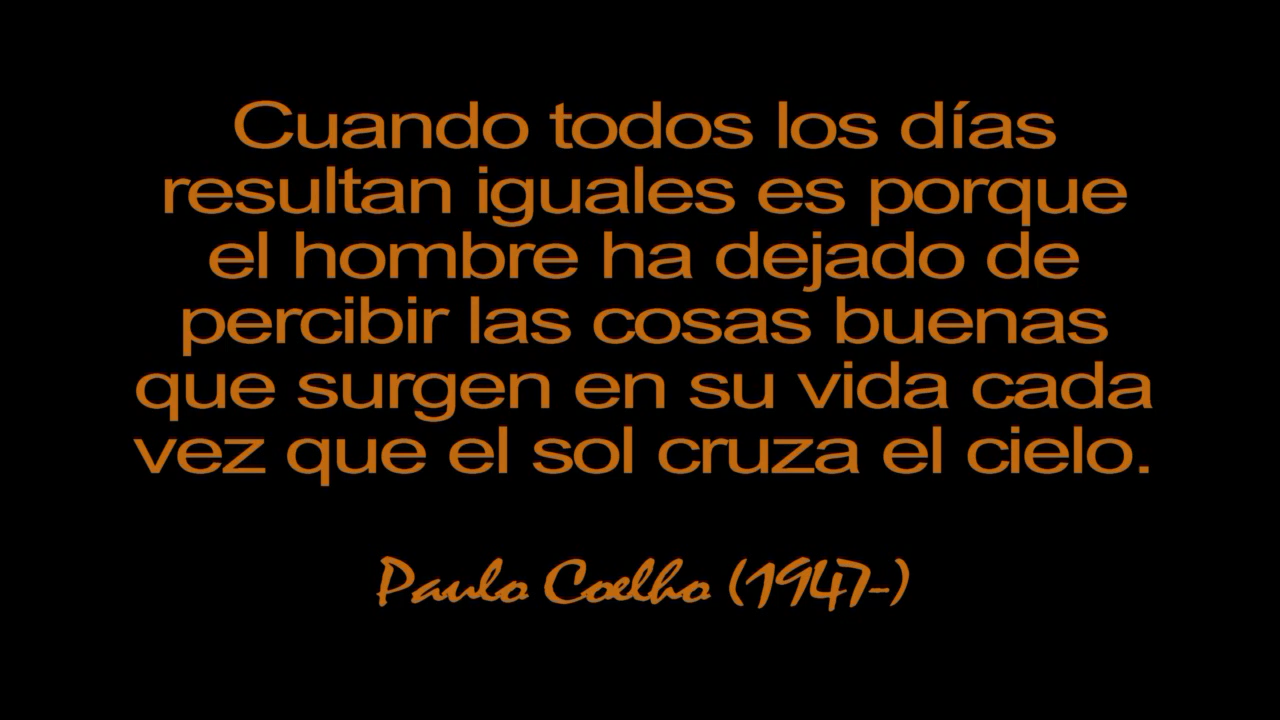 Cuando todos los días
resultan iguales es porque
el hombre ha dejado de
percibir las cosas buenas
que surgen en su vida cada
vez que el sol cruza el cielo.
Paulo Coelho (1947-)